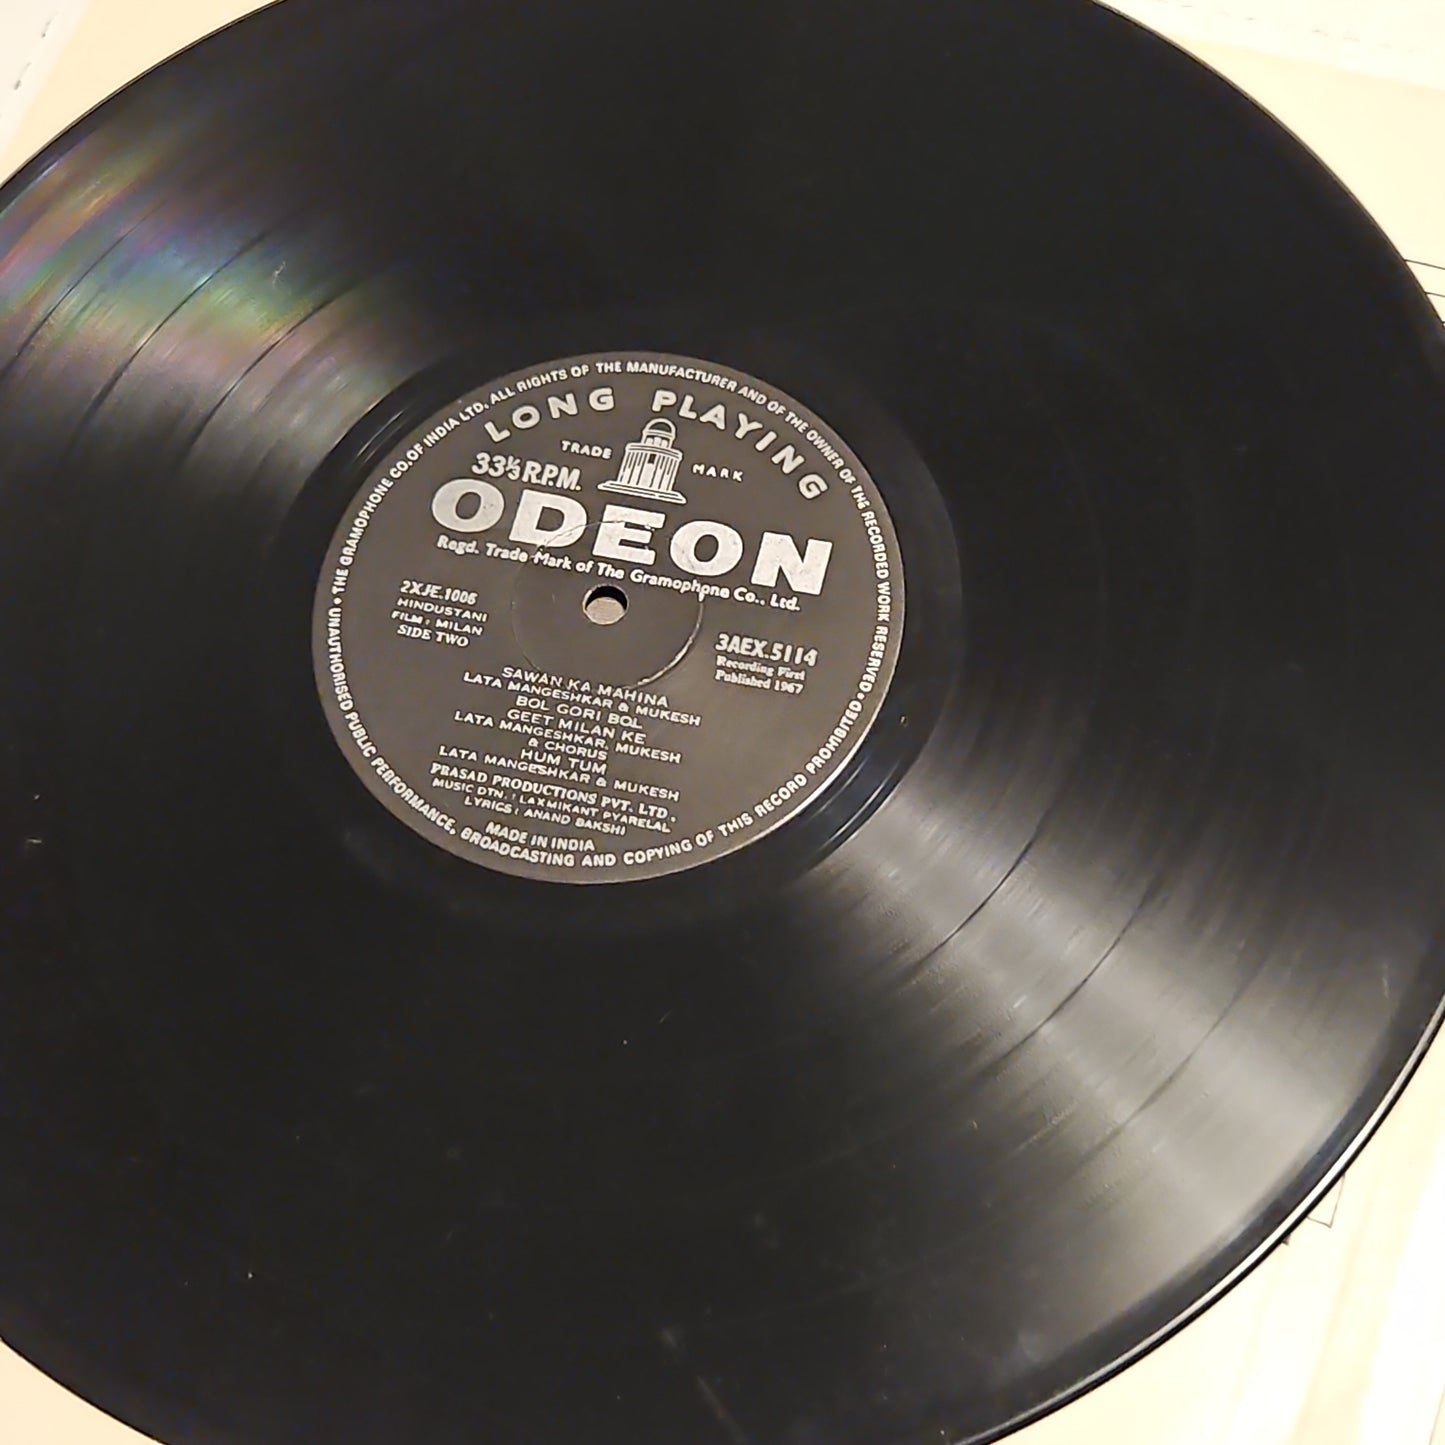 THE GRAMOPHONE CO. OF INDIA LTD. ALL RIGHTS OF THE MANUFACTURER AND OF THE OWNER OF THE RECORDED WORK RESERVED • UNAUTHORISED PUBLIC PERFORMANCE, BROADCASTING AND COPYING OF THIS RECORD PROHIBITED •
LONG PLAYING
TRADE MARK
33⅓ R.P.M.
ODEON
Regd. Trade Mark of The Gramophone Co., Ltd.
2XJE.1006
HINDUSTANI
FILM : MILAN
SIDE TWO
3AEX.5114
Recording First
Published 1967
SAWAN KA MAHINA
LATA MANGESHKAR & MUKESH
BOL GORI BOL
GEET MILAN KE
LATA MANGESHKAR, MUKESH
& CHORUS
HUM TUM
LATA MANGESHKAR & MUKESH
PRASAD PRODUCTIONS PVT. LTD.
MUSIC DTN. : LAXMIKANT PYARELAL
LYRICS : ANAND BAKSHI
MADE IN INDIA